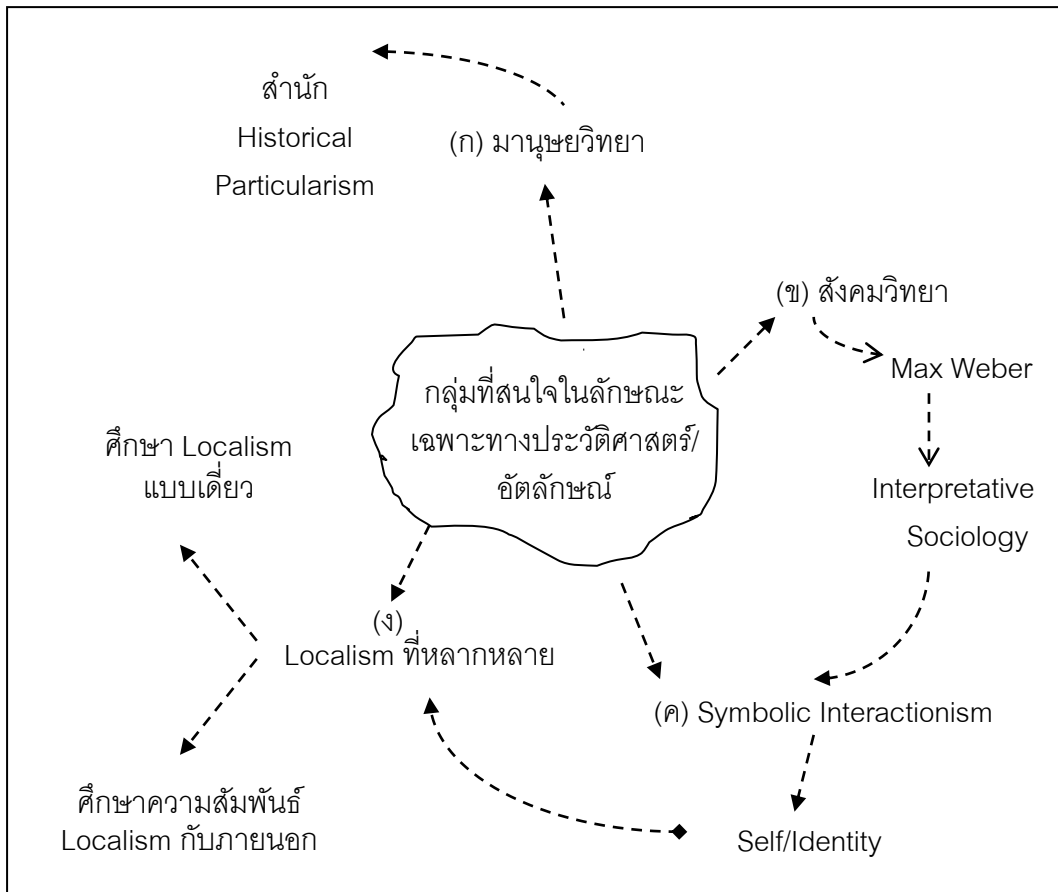 สำนัก
Historical
Particularism
(ก) มานุษยวิทยา
(ข) สังคมวิทยา
Max Weber
Interpretative
Sociology
กลุ่มที่สนใจในลักษณะ
เฉพาะทางประวัติศาสตร์/
อัตลักษณ์
ศึกษา Localism
แบบเดี่ยว
(ง)
Localism ที่หลากหลาย
(ค) Symbolic Interactionism
ศึกษาความสัมพันธ์
Localism กับภายนอก
Self/Identity